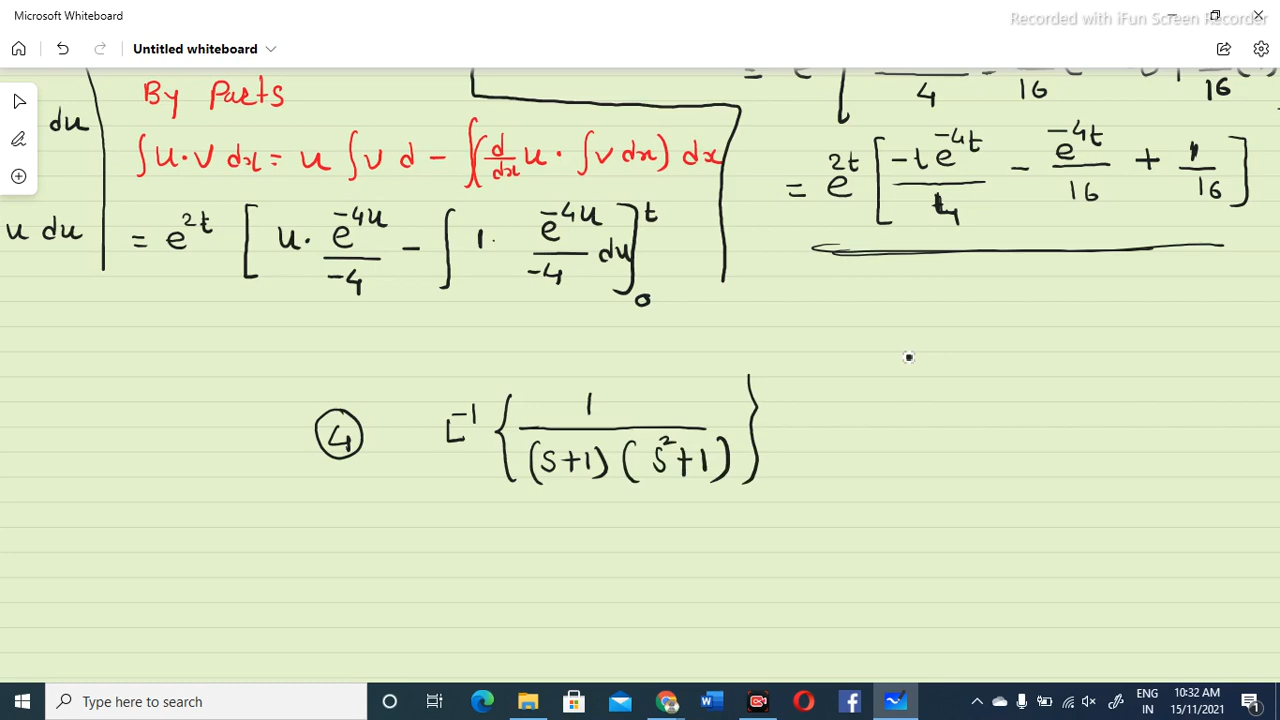 Microsoft Whiteboard
Recorded with iFun Screen Recorder
Untitled whiteboard
By Parts
du
∫u·v dx = u ∫v d - ∫(d/dx u · ∫v dx) dx
u du
= e^2t [u · e^-4u/-4 - ∫ 1 · e^-4u/-4 du]_0^t
4 16 16
= e^2t [-te^-4t/4 - e^-4t/16 + 1/16]
④ L^-1 {1/(s+1)(s^2+1)}
Type here to search
ENG
IN
10:32 AM
15/11/2021
1